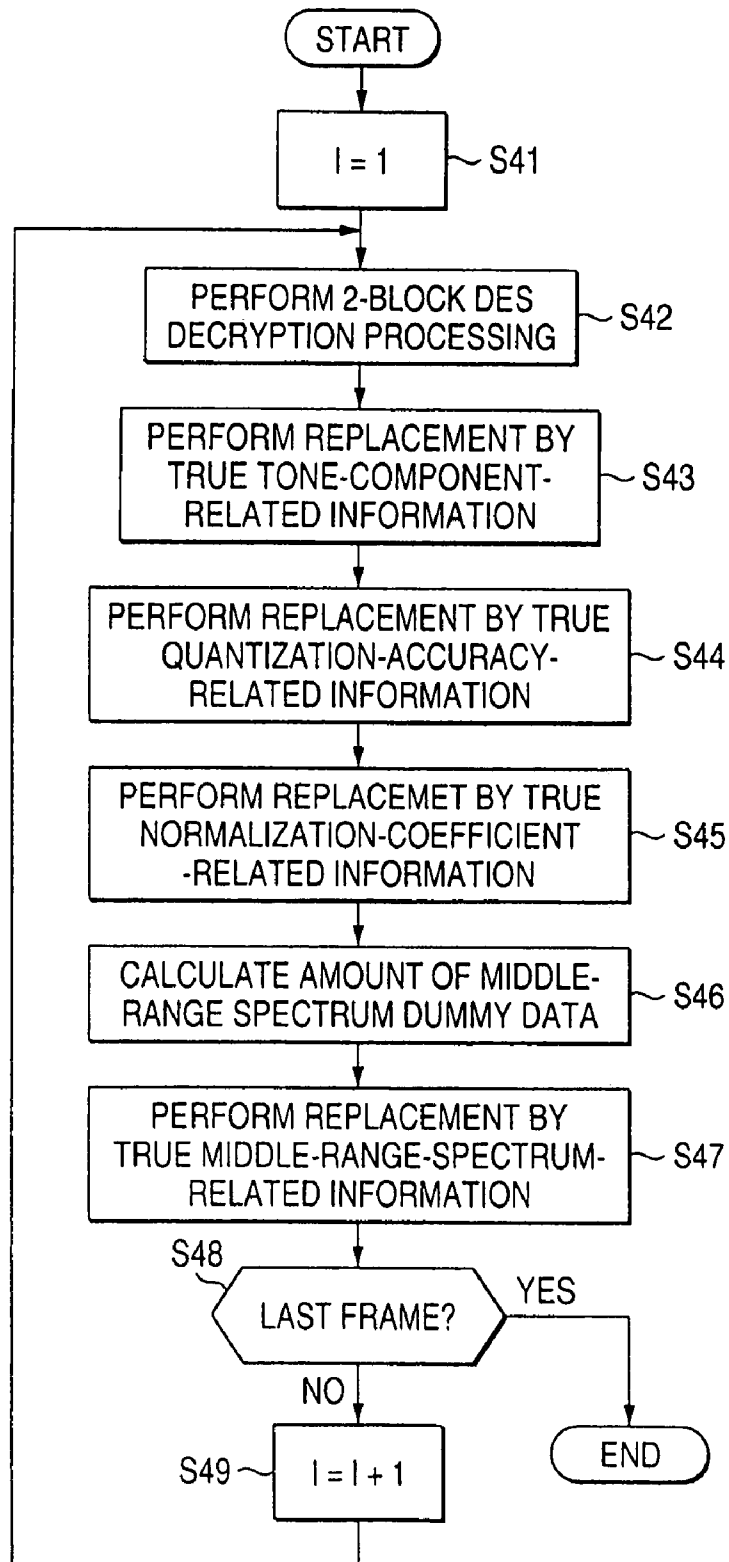 START
I = 1
S41
PERFORM 2-BLOCK DES
DECRYPTION PROCESSING
S42
PERFORM REPLACEMENT BY
TRUE TONE-COMPONENT-
RELATED INFORMATION
S43
PERFORM REPLACEMENT BY TRUE
QUANTIZATION-ACCURACY-
RELATED INFORMATION
S44
PERFORM REPLACEMET BY TRUE
NORMALIZATION-COEFFICIENT
-RELATED INFORMATION
S45
CALCULATE AMOUNT OF MIDDLE-
RANGE SPECTRUM DUMMY DATA
S46
PERFORM REPLACEMENT BY
TRUE MIDDLE-RANGE-SPECTRUM-
RELATED INFORMATION
S47
S48
LAST FRAME?
YES
NO
S49
I = I + 1
END